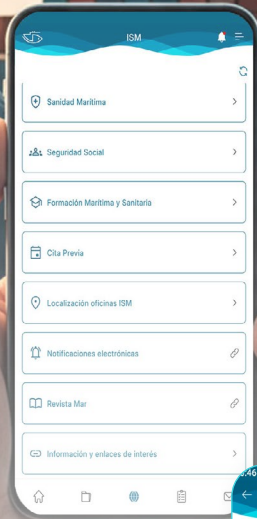 ISM
Sanidad Marítima
Seguridad Social
Formación Marítima y Sanitaria
Cita Previa
Localización oficinas ISM
Notificaciones electrónicas
Revista Mar
Información y enlaces de interés
:46